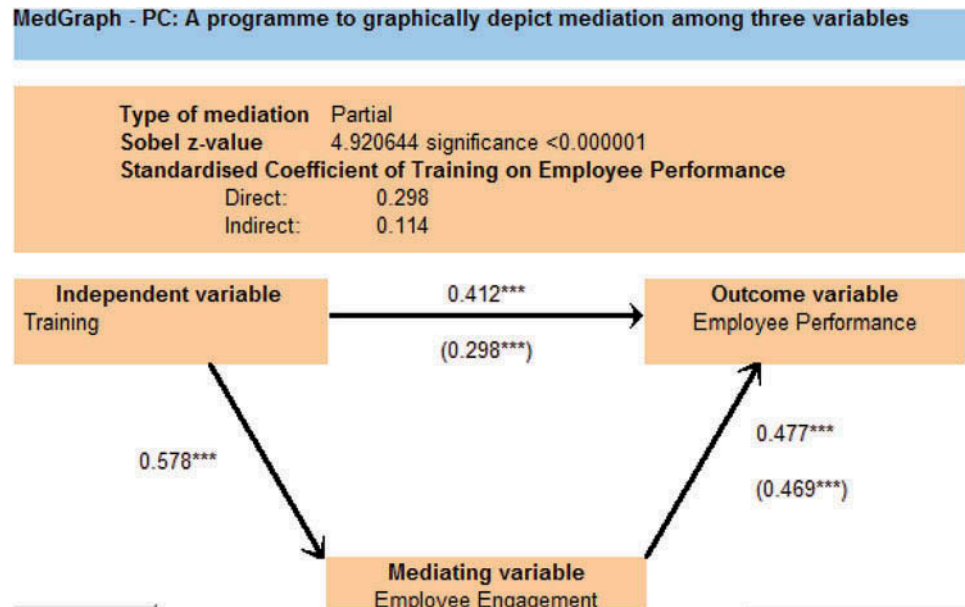 MedGraph - PC: A programme to graphically depict mediation among three variables
Type of mediation Partial
Sobel z-value 4.920644 significance <0.000001
Standardised Coefficient of Training on Employee Performance
Direct: 0.298
Indirect: 0.114
Independent variable
Training
0.412***
(0.298***)
Outcome variable
Employee Performance
0.578***
0.477***
(0.469***)
Mediating variable
Employee Engagement